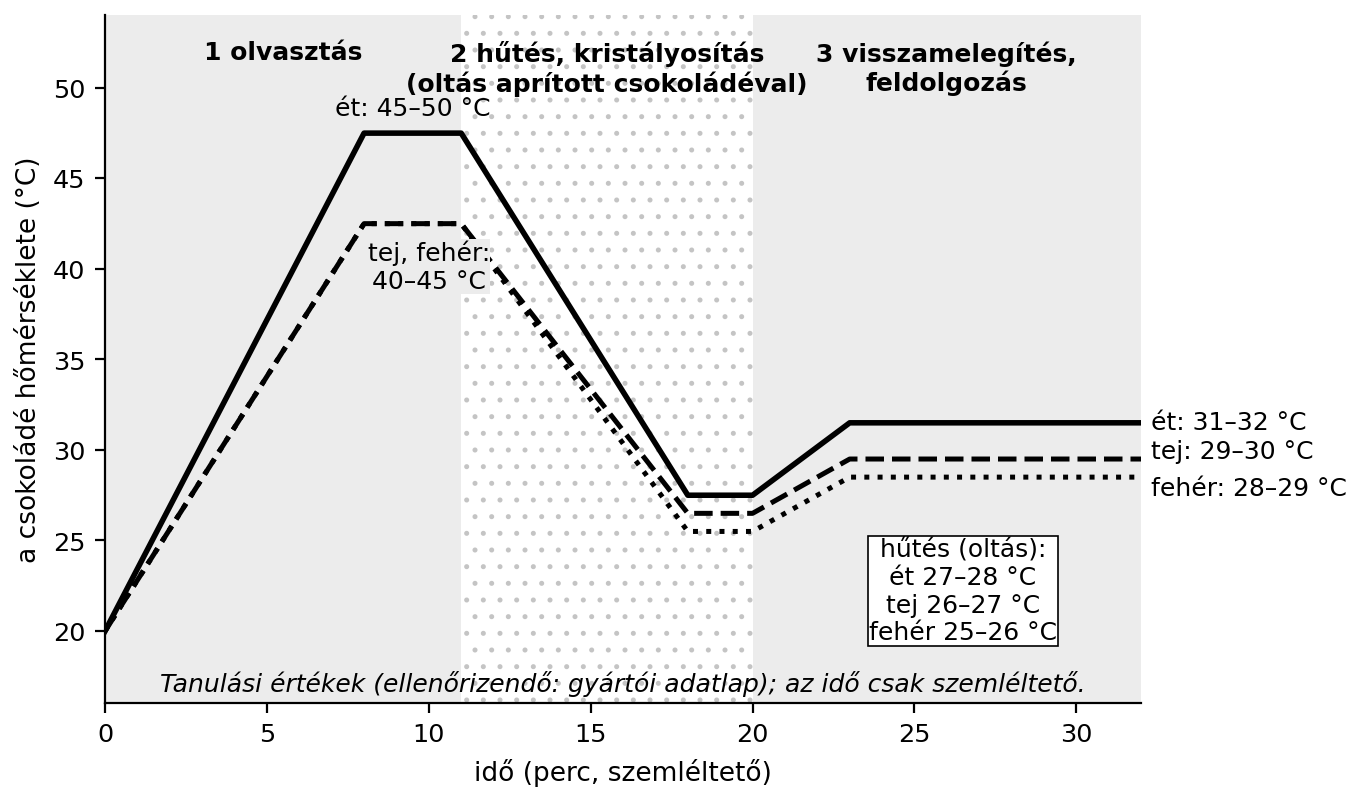 1 olvasztás
2 hűtés, kristályosítás
(oltás aprított csokoládéval)
3 visszamelegítés,
feldolgozás
ét: 45–50 °C
tej, fehér:
40–45 °C
ét: 31–32 °C
tej: 29–30 °C
fehér: 28–29 °C
hűtés (oltás):
ét 27–28 °C
tej 26–27 °C
fehér 25–26 °C
Tanulási értékek (ellenőrizendő: gyártói adatlap); az idő csak szemléltető.
a csokoládé hőmérséklete (°C)
50
45
40
35
30
25
20
0 5 10 15 20 25 30
idő (perc, szemléltető)